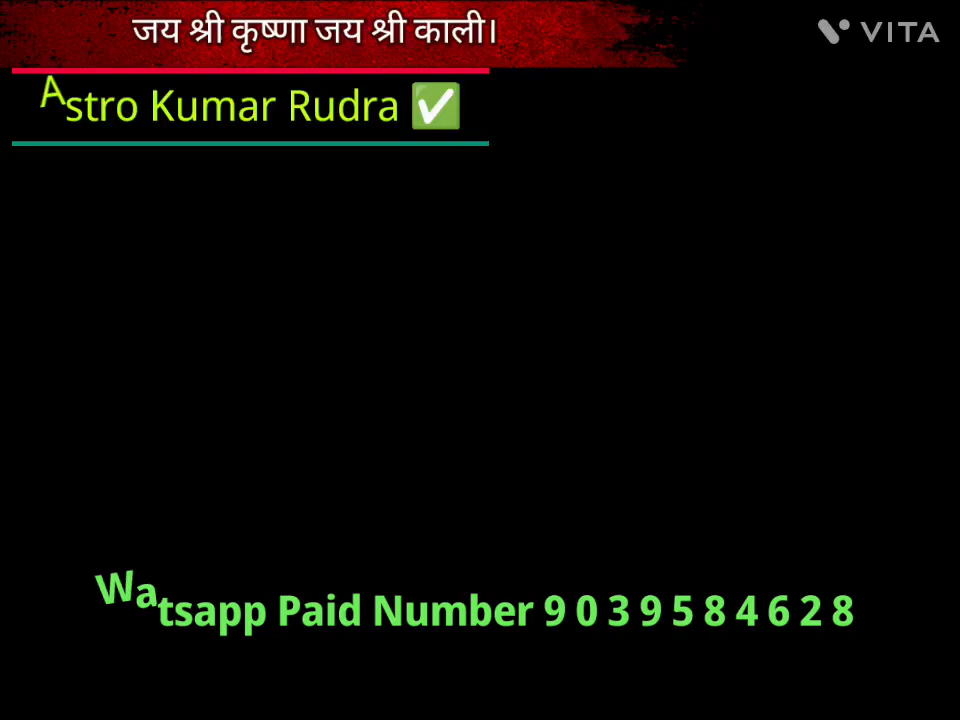 जय श्री कृष्णा जय श्री काली।
VITA
Astro Kumar Rudra ✅
Watsapp Paid Number 9 0 3 9 5 8 4 6 2 8